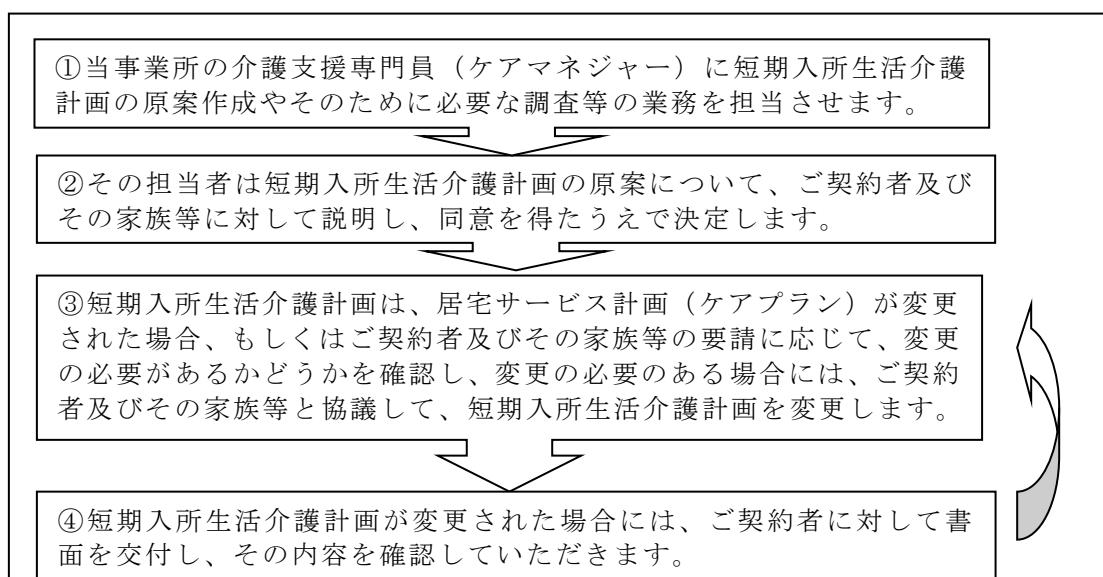 ①当事業所の介護支援専門員（ケアマネジャー）に短期入所生活介護
計画の原案作成やそのために必要な調査等の業務を担当させます。
②その担当者は短期入所生活介護計画の原案について、ご契約者及び
その家族等に対して説明し、同意を得たうえで決定します。
③短期入所生活介護計画は、居宅サービス計画（ケアプラン）が変更
された場合、もしくはご契約者及びその家族等の要請に応じて、変更
の必要があるかどうかを確認し、変更の必要のある場合には、ご契約
者及びその家族等と協議して、短期入所生活介護計画を変更します。
④短期入所生活介護計画が変更された場合には、ご契約者に対して書
面を交付し、その内容を確認していただきます。